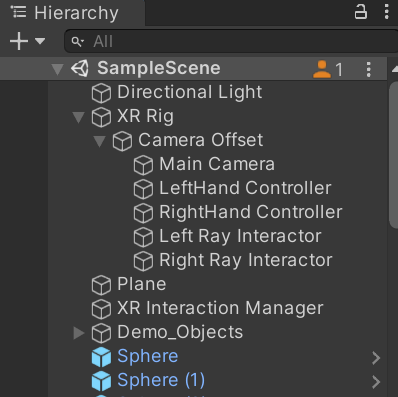 Hierarchy
All
SampleScene 1
Directional Light
XR Rig
Camera Offset
Main Camera
LeftHand Controller
RightHand Controller
Left Ray Interactor
Right Ray Interactor
Plane
XR Interaction Manager
Demo_Objects
Sphere
Sphere (1)